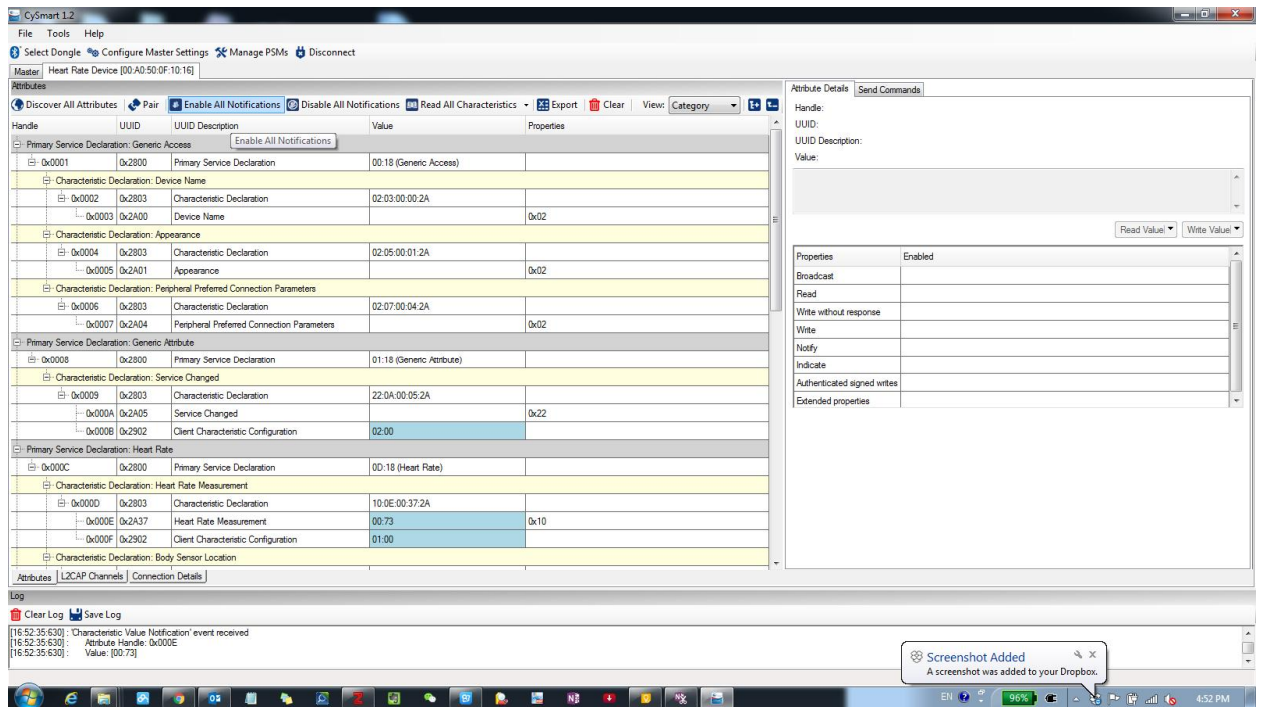 CySmart 1.2
File Tools Help
Select Dongle Configure Master Settings Manage PSMs Disconnect
Master Heart Rate Device [00:A0:50:0F:10:16]
Attributes
Discover All Attributes Pair Enable All Notifications Disable All Notifications Read All Characteristics Export Clear View: Category
Handle UUID UUID Description Value Properties
Enable All Notifications
Primary Service Declaration: Generic Access
0x0001 0x2800 Primary Service Declaration 00:18 (Generic Access)
Characteristic Declaration: Device Name
0x0002 0x2803 Characteristic Declaration 02:03:00:00:2A
0x0003 0x2A00 Device Name 0x02
Characteristic Declaration: Appearance
0x0004 0x2803 Characteristic Declaration 02:05:00:01:2A
0x0005 0x2A01 Appearance 0x02
Characteristic Declaration: Peripheral Preferred Connection Parameters
0x0006 0x2803 Characteristic Declaration 02:07:00:04:2A
0x0007 0x2A04 Peripheral Preferred Connection Parameters 0x02
Primary Service Declaration: Generic Attribute
0x0008 0x2800 Primary Service Declaration 01:18 (Generic Attribute)
Characteristic Declaration: Service Changed
0x0009 0x2803 Characteristic Declaration 22:0A:00:05:2A
0x000A 0x2A05 Service Changed 0x22
0x000B 0x2902 Client Characteristic Configuration 02:00
Primary Service Declaration: Heart Rate
0x000C 0x2800 Primary Service Declaration 0D:18 (Heart Rate)
Characteristic Declaration: Heart Rate Measurement
0x000D 0x2803 Characteristic Declaration 10:0E:00:37:2A
0x000E 0x2A37 Heart Rate Measurement 00:73 0x10
0x000F 0x2902 Client Characteristic Configuration 01:00
Characteristic Declaration: Body Sensor Location
Attributes L2CAP Channels Connection Details
Attribute Details Send Commands
Handle:
UUID:
UUID Description:
Value:
Read Value Write Value
Properties Enabled
Broadcast
Read
Write without response
Write
Notify
Indicate
Authenticated signed writes
Extended properties
Log
Clear Log Save Log
[16:52:35:630] : 'Characteristic Value Notification' event received
[16:52:35:630] : Attribute Handle: 0x000E
[16:52:35:630] : Value: [00:73]
Screenshot Added
A screenshot was added to your Dropbox.
EN 96% 4:52 PM